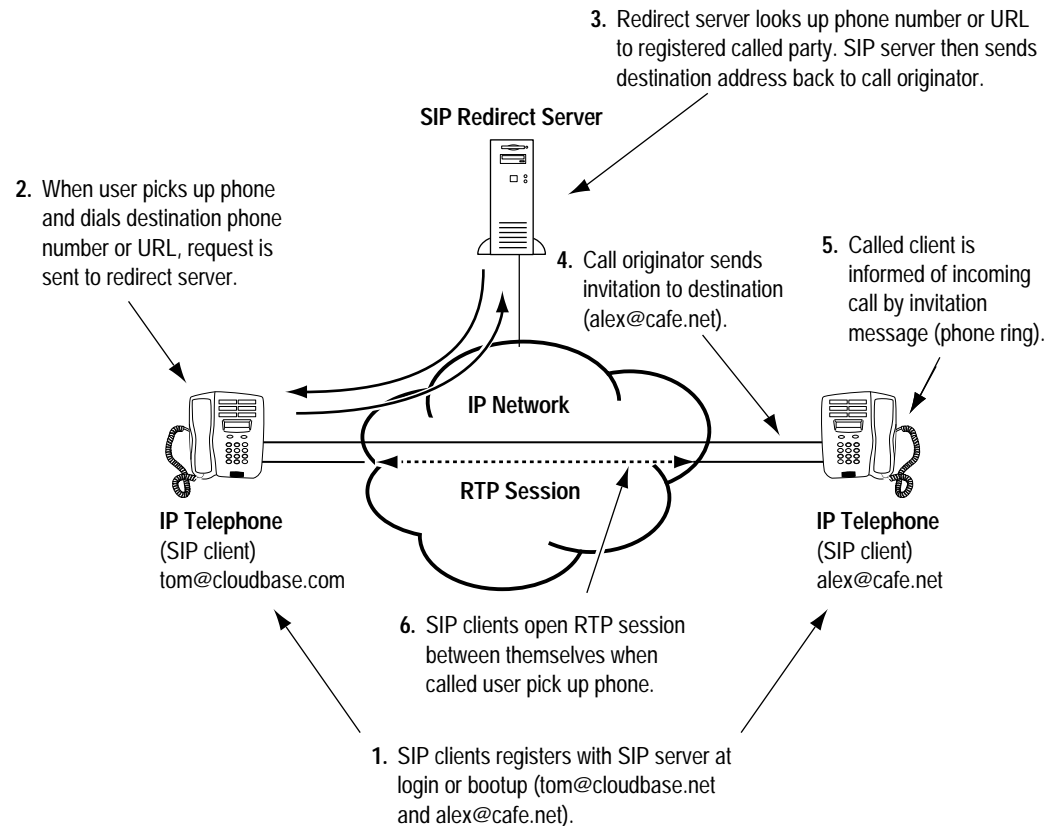 3. Redirect server looks up phone number or URL
to registered called party. SIP server then sends
destination address back to call originator.
SIP Redirect Server
2. When user picks up phone
and dials destination phone
number or URL, request is
sent to redirect server.
4. Call originator sends
invitation to destination
(alex@cafe.net).
5. Called client is
informed of incoming
call by invitation
message (phone ring).
IP Network
RTP Session
IP Telephone
(SIP client)
tom@cloudbase.com
IP Telephone
(SIP client)
alex@cafe.net
6. SIP clients open RTP session
between themselves when
called user pick up phone.
1. SIP clients registers with SIP server at
login or bootup (tom@cloudbase.net
and alex@cafe.net).